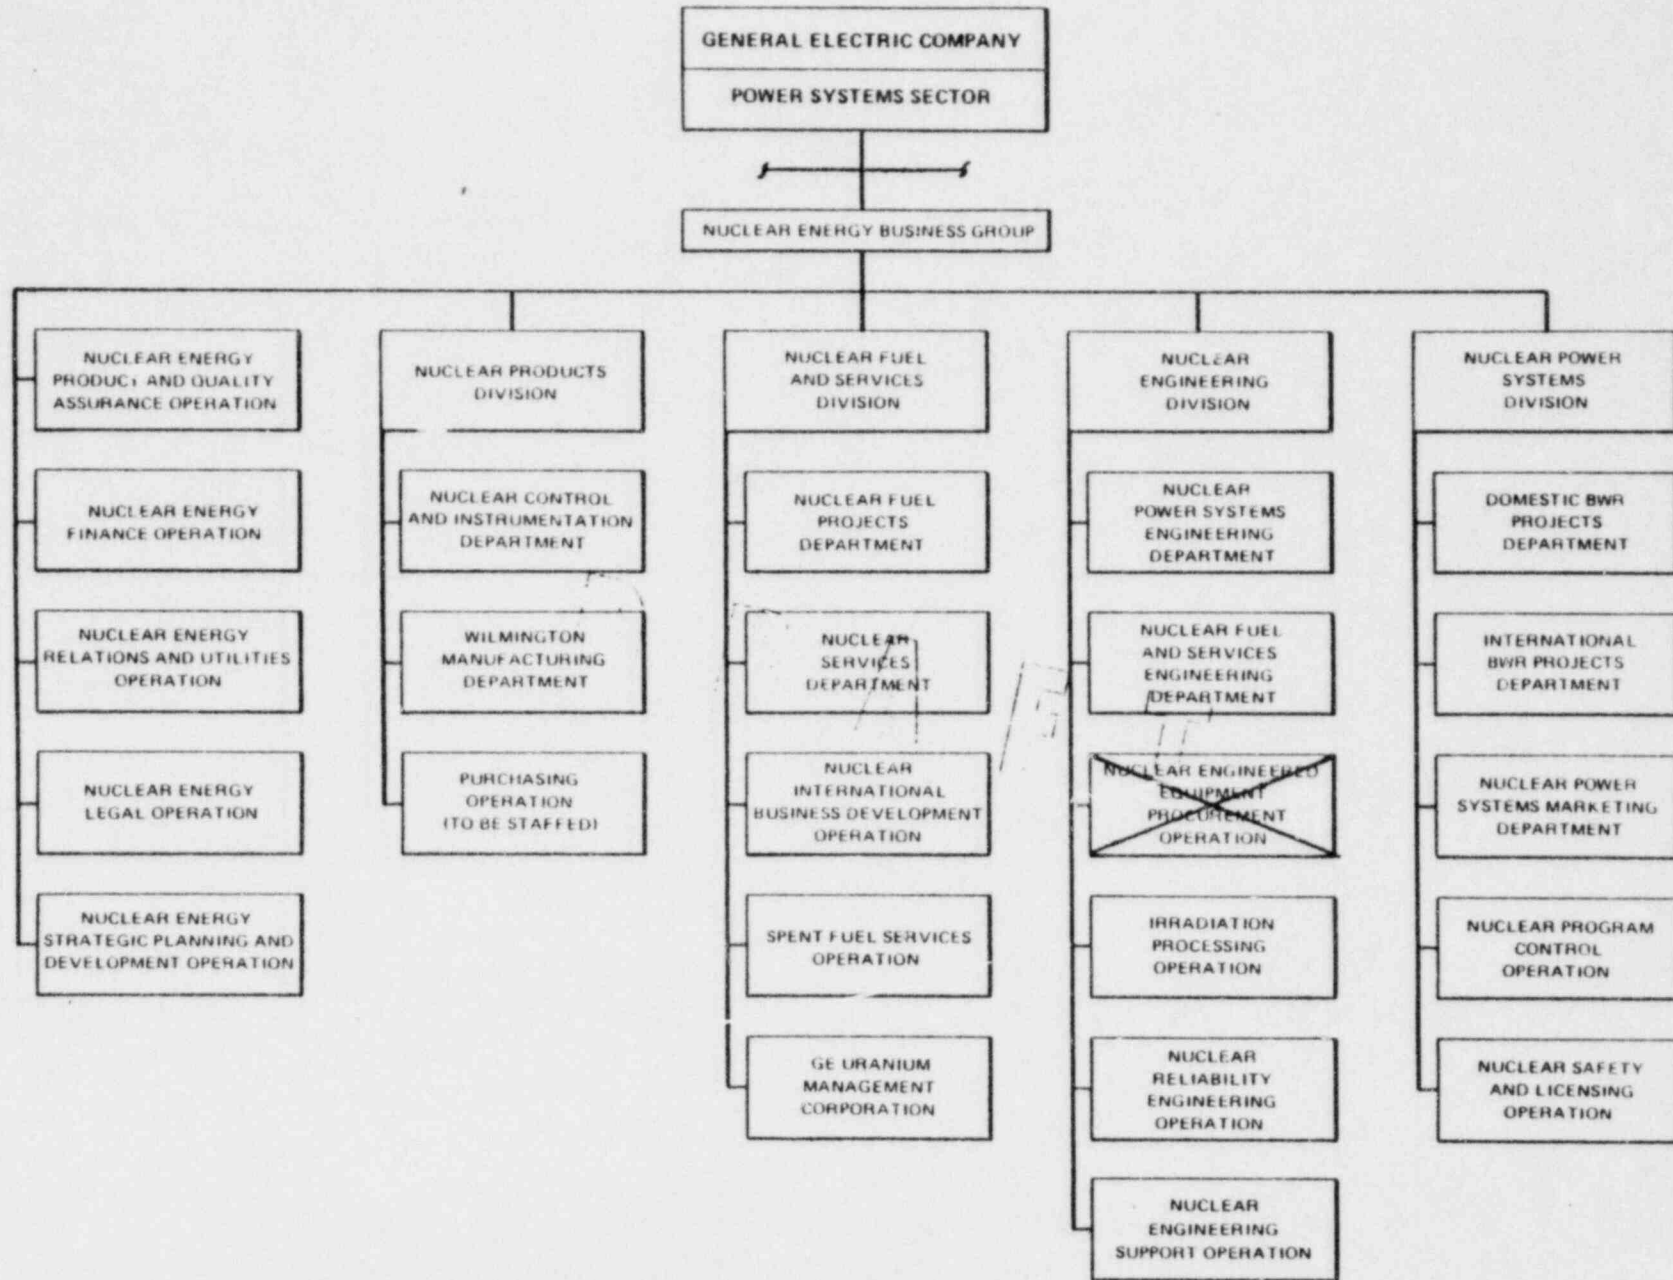 GENERAL ELECTRIC COMPANY
POWER SYSTEMS SECTOR
NUCLEAR ENERGY BUSINESS GROUP
NUCLEAR ENERGY
PRODUCT AND QUALITY
ASSURANCE OPERATION
NUCLEAR ENERGY
FINANCE OPERATION
NUCLEAR ENERGY
RELATIONS AND UTILITIES
OPERATION
NUCLEAR ENERGY
LEGAL OPERATION
NUCLEAR ENERGY
STRATEGIC PLANNING AND
DEVELOPMENT OPERATION
NUCLEAR PRODUCTS
DIVISION
NUCLEAR CONTROL
AND INSTRUMENTATION
DEPARTMENT
WILMINGTON
MANUFACTURING
DEPARTMENT
PURCHASING
OPERATION
(TO BE STAFFED)
NUCLEAR FUEL
AND SERVICES
DIVISION
NUCLEAR FUEL
PROJECTS
DEPARTMENT
NUCLEAR
SERVICES
DEPARTMENT
NUCLEAR
INTERNATIONAL
BUSINESS DEVELOPMENT
OPERATION
SPENT FUEL SERVICES
OPERATION
GE URANIUM
MANAGEMENT
CORPORATION
NUCLEAR
ENGINEERING
DIVISION
NUCLEAR
POWER SYSTEMS
ENGINEERING
DEPARTMENT
NUCLEAR FUEL
AND SERVICES
ENGINEERING
DEPARTMENT
NUCLEAR ENGINEERED
EQUIPMENT
PROCUREMENT
OPERATION
IRRADIATION
PROCESSING
OPERATION
NUCLEAR
RELIABILITY
ENGINEERING
OPERATION
NUCLEAR
ENGINEERING
SUPPORT OPERATION
NUCLEAR POWER
SYSTEMS
DIVISION
DOMESTIC BWR
PROJECTS
DEPARTMENT
INTERNATIONAL
BWR PROJECTS
DEPARTMENT
NUCLEAR POWER
SYSTEMS MARKETING
DEPARTMENT
NUCLEAR PROGRAM
CONTROL
OPERATION
NUCLEAR SAFETY
AND LICENSING
OPERATION